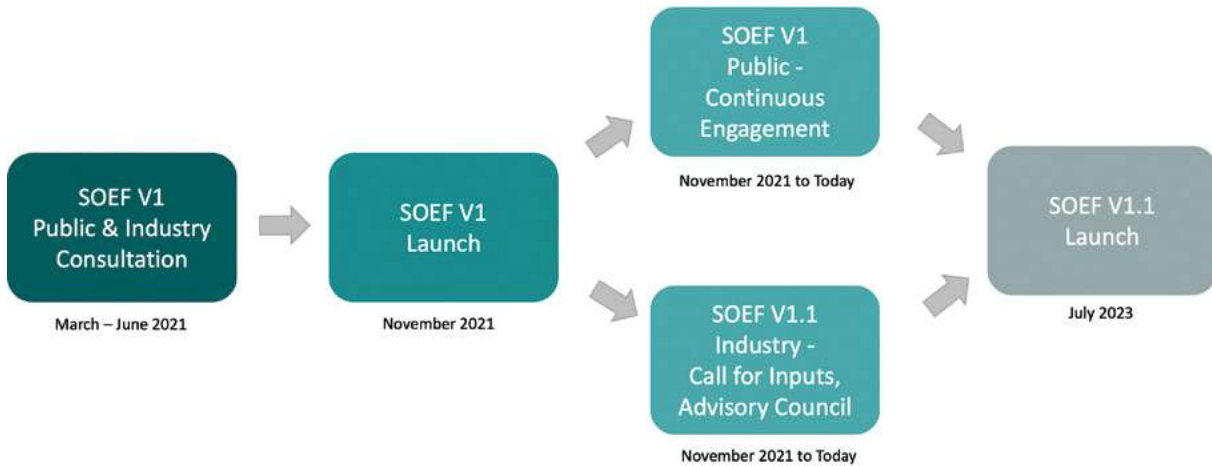 SOEF V1
Public & Industry
Consultation
March – June 2021
SOEF V1
Launch
November 2021
SOEF V1
Public -
Continuous
Engagement
November 2021 to Today
SOEF V1.1
Industry -
Call for Inputs,
Advisory Council
November 2021 to Today
SOEF V1.1
Launch
July 2023